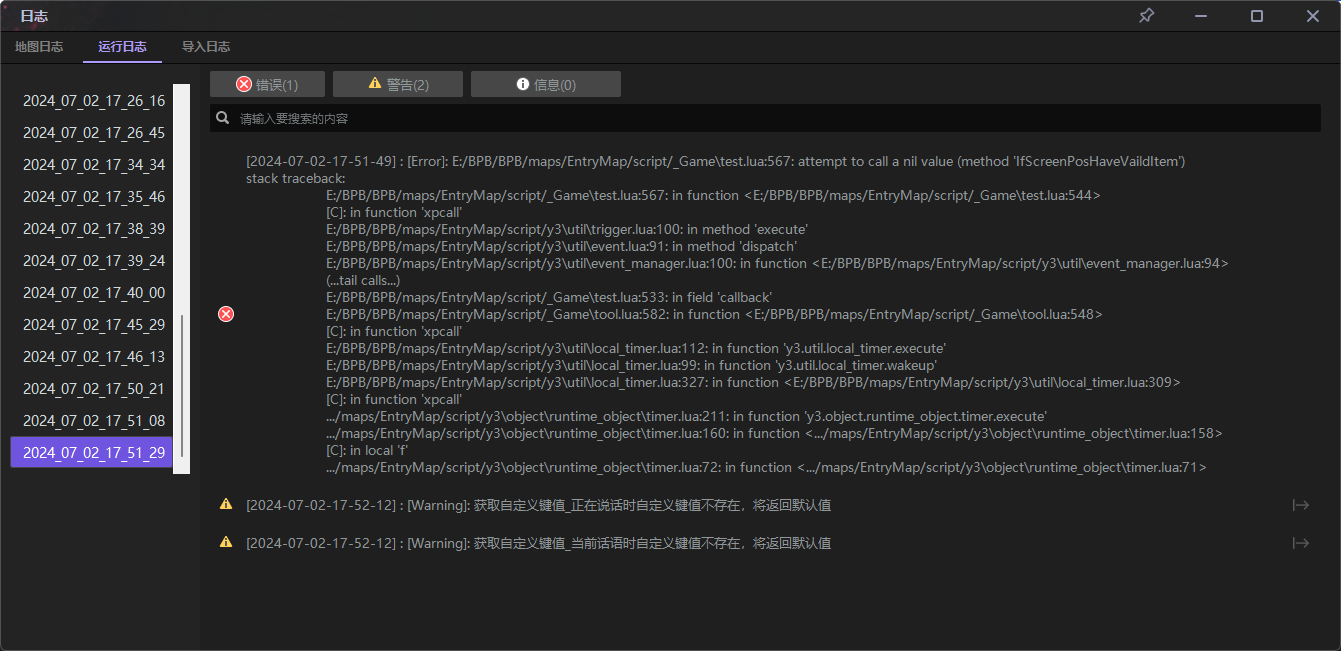 日志
地图日志 运行日志 导入日志
错误(1) 警告(2) 信息(0)
请输入要搜索的内容
2024_07_02_17_26_16
2024_07_02_17_26_45
2024_07_02_17_34_34
2024_07_02_17_35_46
2024_07_02_17_38_39
2024_07_02_17_39_24
2024_07_02_17_40_00
2024_07_02_17_45_29
2024_07_02_17_46_13
2024_07_02_17_50_21
2024_07_02_17_51_08
2024_07_02_17_51_29
[2024-07-02-17-51-49] : [Error]: E:/BPB/BPB/maps/EntryMap/script/_Game\test.lua:567: attempt to call a nil value (method 'IfScreenPosHaveVaildItem')
stack traceback:
E:/BPB/BPB/maps/EntryMap/script/_Game\test.lua:567: in function <E:/BPB/BPB/maps/EntryMap/script/_Game\test.lua:544>
[C]: in function 'xpcall'
E:/BPB/BPB/maps/EntryMap/script/y3\util\trigger.lua:100: in method 'execute'
E:/BPB/BPB/maps/EntryMap/script/y3\util\event.lua:91: in method 'dispatch'
E:/BPB/BPB/maps/EntryMap/script/y3\util\event_manager.lua:100: in function <E:/BPB/BPB/maps/EntryMap/script/y3\util\event_manager.lua:94>
(...tail calls...)
E:/BPB/BPB/maps/EntryMap/script/_Game\test.lua:533: in field 'callback'
E:/BPB/BPB/maps/EntryMap/script/_Game\tool.lua:582: in function <E:/BPB/BPB/maps/EntryMap/script/_Game\tool.lua:548>
[C]: in function 'xpcall'
E:/BPB/BPB/maps/EntryMap/script/y3\util\local_timer.lua:112: in function 'y3.util.local_timer.execute'
E:/BPB/BPB/maps/EntryMap/script/y3\util\local_timer.lua:99: in function 'y3.util.local_timer.wakeup'
E:/BPB/BPB/maps/EntryMap/script/y3\util\local_timer.lua:327: in function <E:/BPB/BPB/maps/EntryMap/script/y3\util\local_timer.lua:309>
[C]: in function 'xpcall'
.../maps/EntryMap/script/y3\object\runtime_object\timer.lua:211: in function 'y3.object.runtime_object.timer.execute'
.../maps/EntryMap/script/y3\object\runtime_object\timer.lua:160: in function <.../maps/EntryMap/script/y3\object\runtime_object\timer.lua:158>
[C]: in local 'f'
.../maps/EntryMap/script/y3\object\runtime_object\timer.lua:72: in function <.../maps/EntryMap/script/y3\object\runtime_object\timer.lua:71>
[2024-07-02-17-52-12] : [Warning]: 获取自定义键值_正在说话时自定义键值不存在，将返回默认值
[2024-07-02-17-52-12] : [Warning]: 获取自定义键值_当前话语时自定义键值不存在，将返回默认值